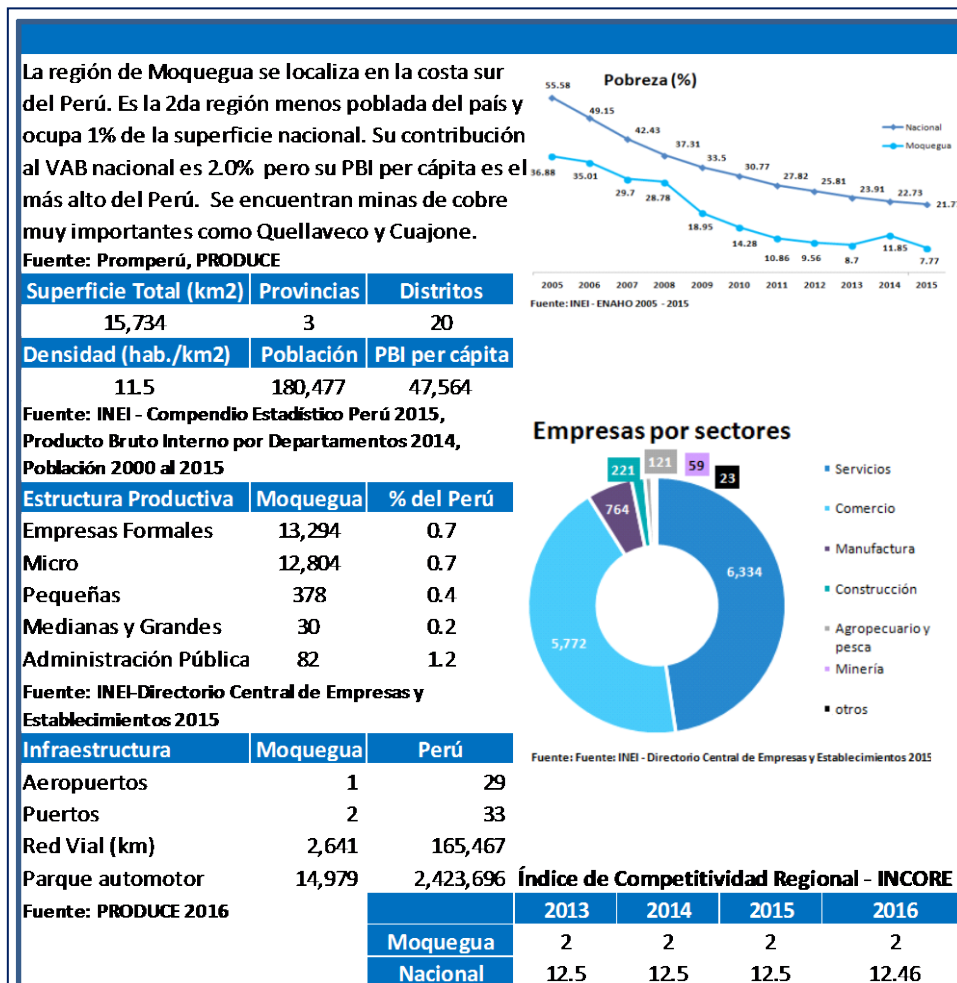 La región de Moquegua se localiza en la costa sur
del Perú. Es la 2da región menos poblada del país y
ocupa 1% de la superficie nacional. Su contribución
al VAB nacional es 2.0% pero su PBI per cápita es el
más alto del Perú. Se encuentran minas de cobre
muy importantes como Quellaveco y Cuajone.
Fuente: Promperú, PRODUCE
Superficie Total (km2) Provincias Distritos
15,734 3 20
Densidad (hab./km2) Población PBI per cápita
11.5 180,477 47,564
Fuente: INEI - Compendio Estadístico Perú 2015,
Producto Bruto Interno por Departamentos 2014,
Población 2000 al 2015
Estructura Productiva Moquegua % del Perú
Empresas Formales 13,294 0.7
Micro 12,804 0.7
Pequeñas 378 0.4
Medianas y Grandes 30 0.2
Administración Pública 82 1.2
Fuente: INEI-Directorio Central de Empresas y
Establecimientos 2015
Infraestructura Moquegua Perú
Aeropuertos 1 29
Puertos 2 33
Red Vial (km) 2,641 165,467
Parque automotor 14,979 2,423,696
Fuente: PRODUCE 2016
Pobreza (%)
55.58 49.15 42.43 37.31 33.5 30.77 27.82 25.81 23.91 22.73
36.88 35.01 29.7 28.78 18.95 14.28 10.86 9.56 8.7 11.85 7.77
Nacional
Moquegua
2005 2006 2007 2008 2009 2010 2011 2012 2013 2014 2015
Fuente: INEI - ENAHO 2005 - 2015
Empresas por sectores
221 121 59 23
764
6,334
5,772
Servicios
Comercio
Manufactura
Construcción
Agropecuario y
pesca
Minería
otros
Fuente: Fuente: INEI - Directorio Central de Empresas y Establecimientos 2015
Índice de Competitividad Regional - INCORE
2013 2014 2015 2016
Moquegua 2 2 2 2
Nacional 12.5 12.5 12.5 12.46